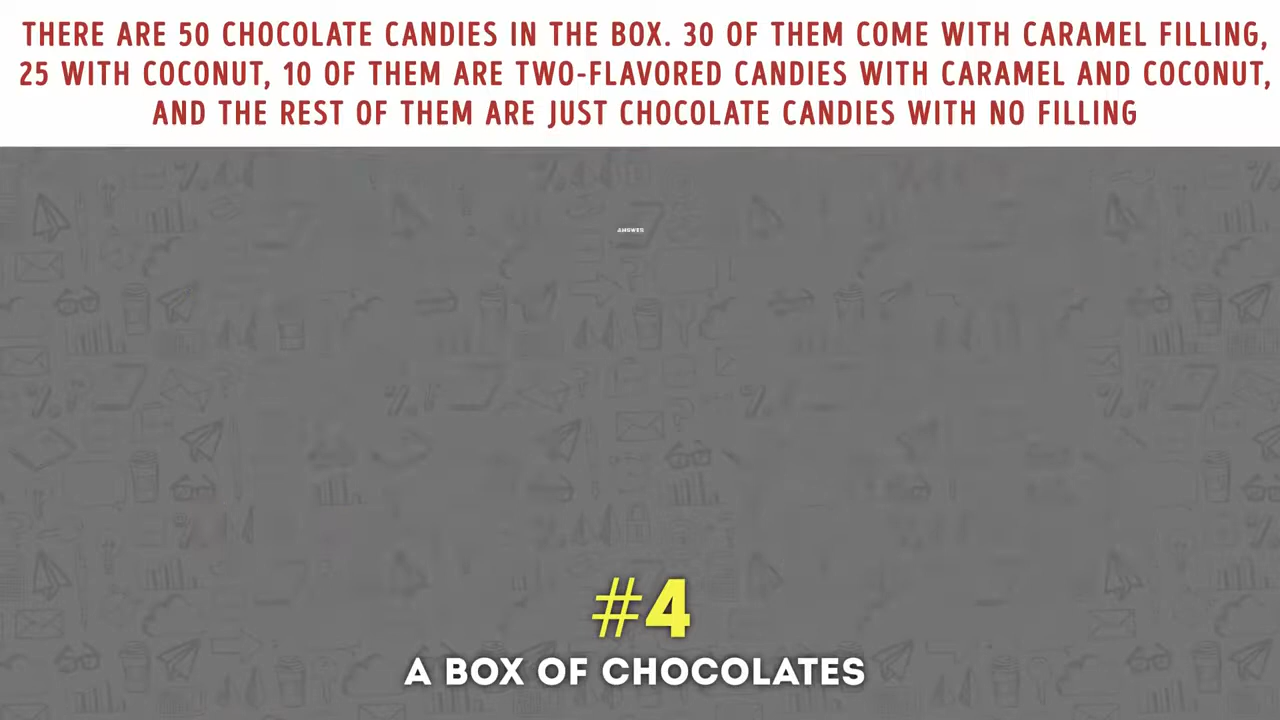 THERE ARE 50 CHOCOLATE CANDIES IN THE BOX. 30 OF THEM COME WITH CARAMEL FILLING,
25 WITH COCONUT, 10 OF THEM ARE TWO-FLAVORED CANDIES WITH CARAMEL AND COCONUT,
AND THE REST OF THEM ARE JUST CHOCOLATE CANDIES WITH NO FILLING
ANSWER
#4
A BOX OF CHOCOLATES